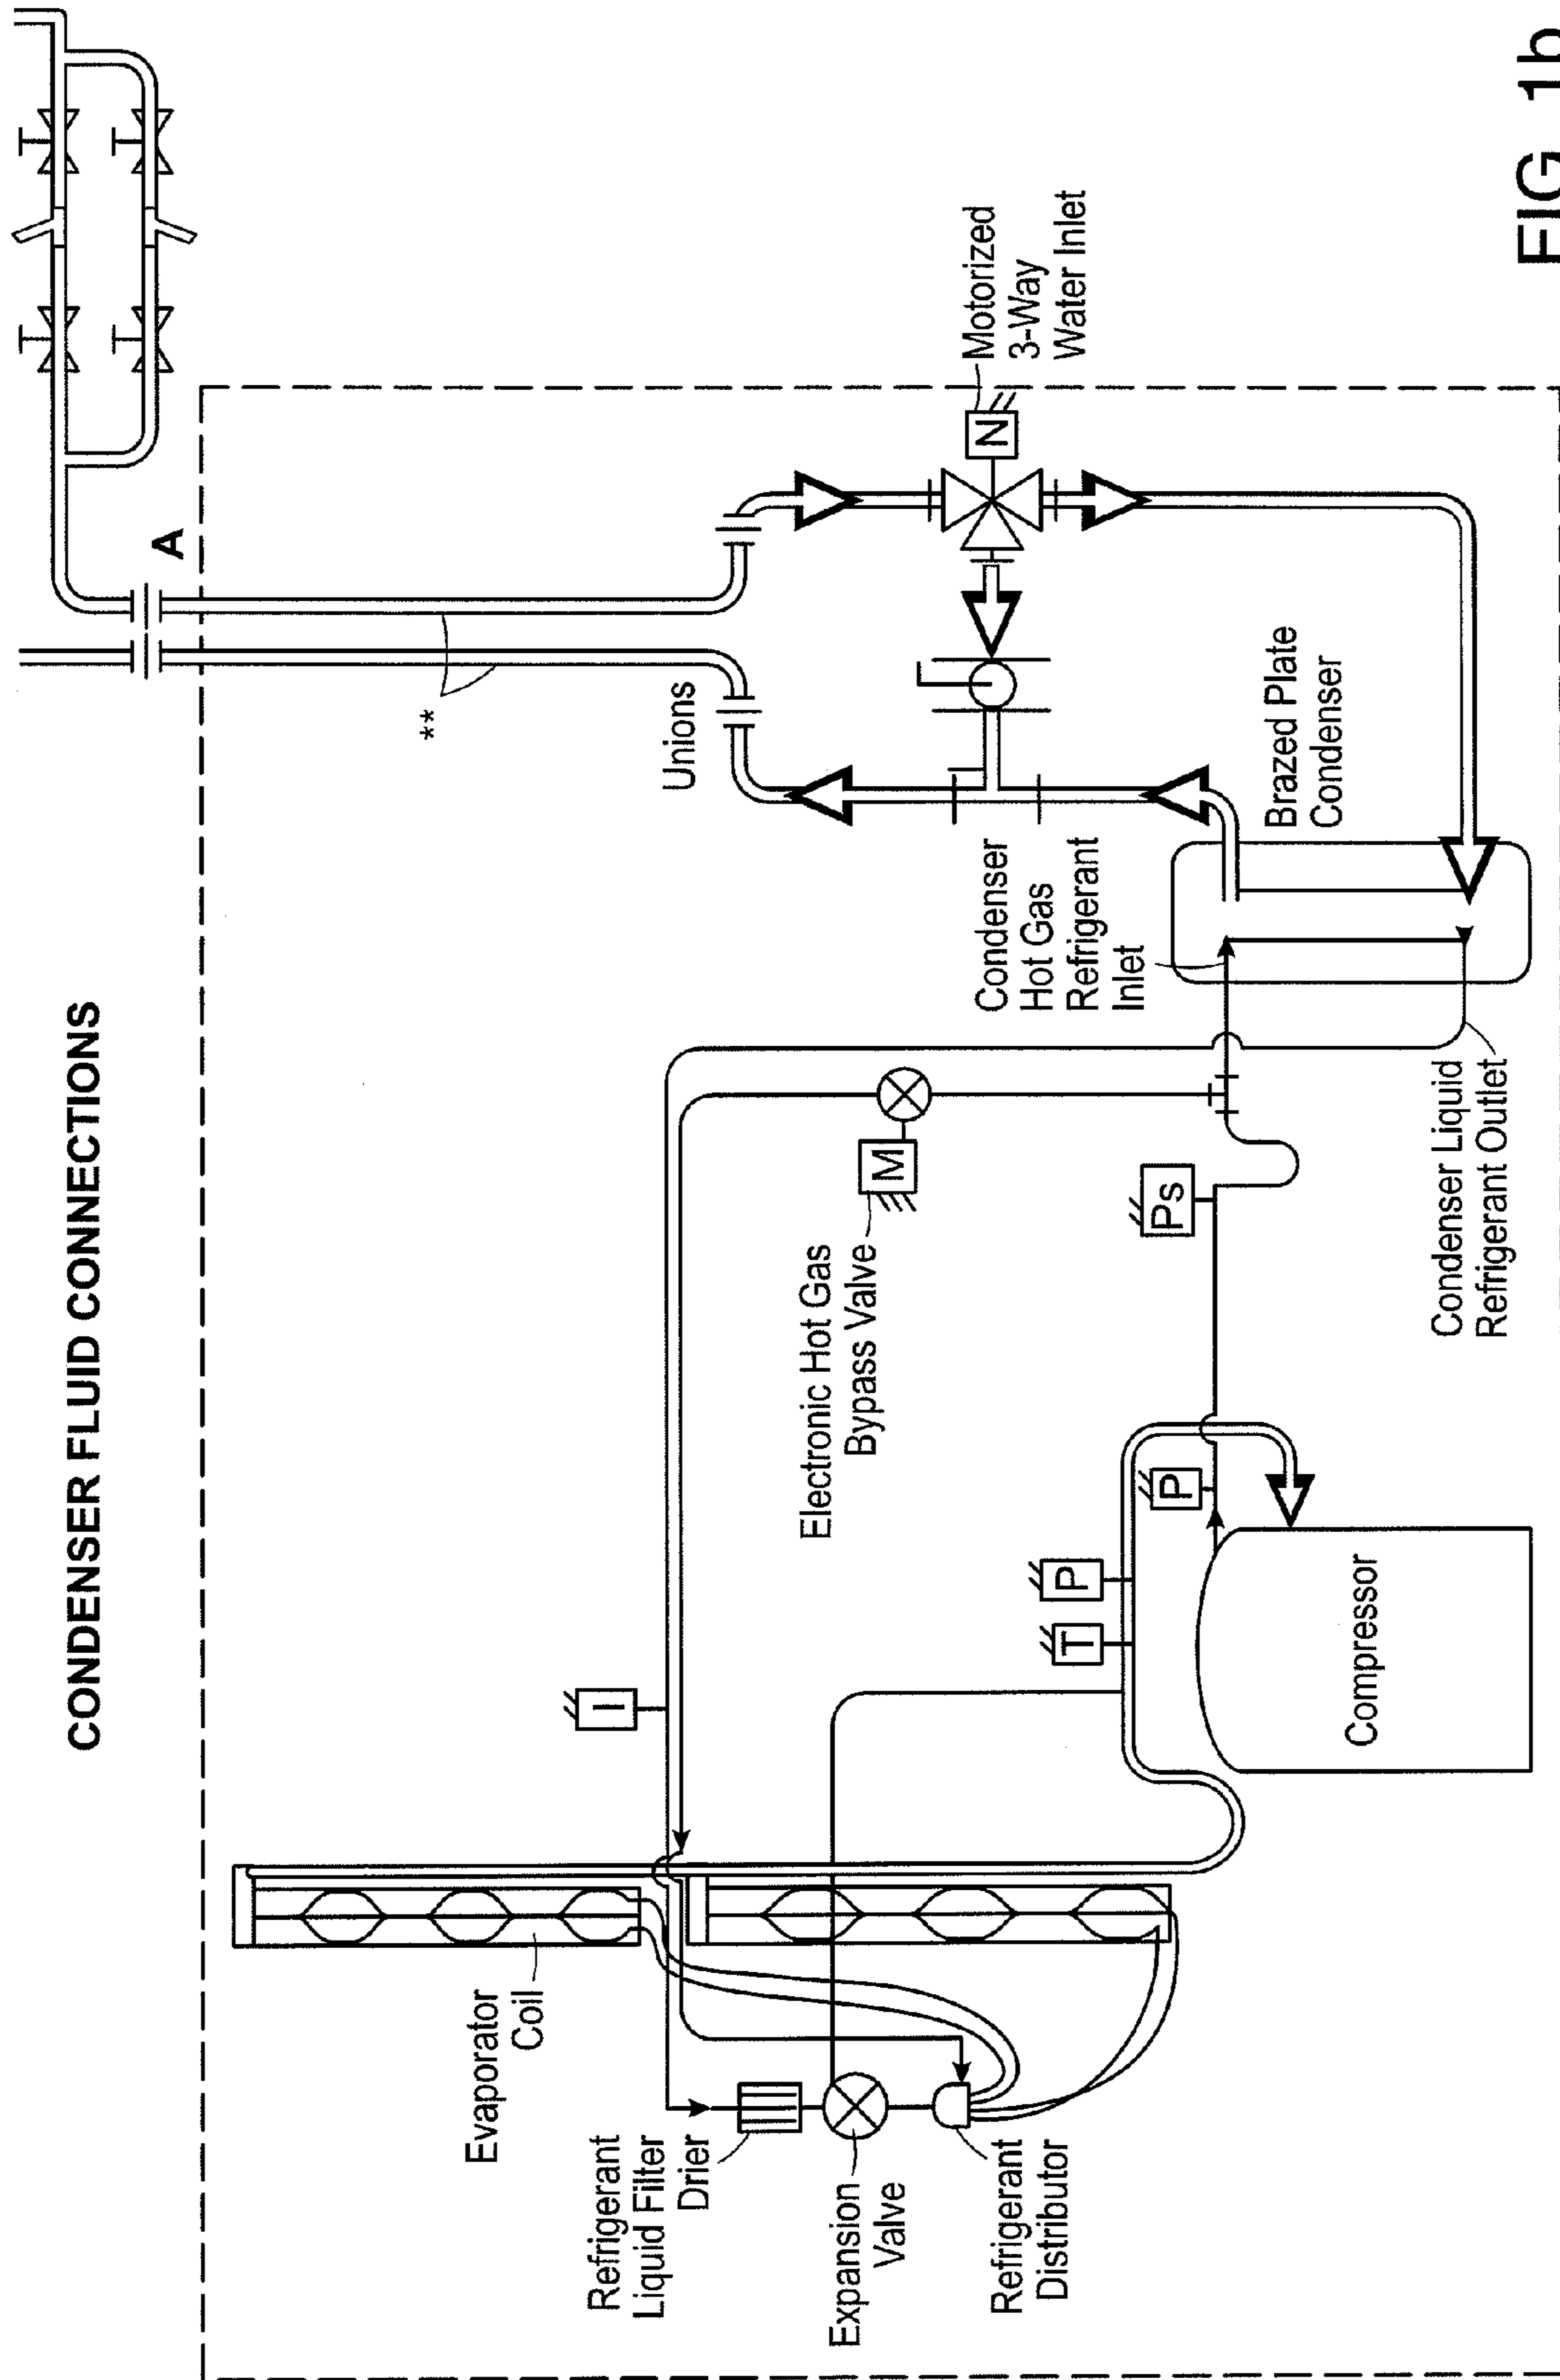 CONDENSER FLUID CONNECTIONS
A
**
Unions
Evaporator
Coil
Refrigerant
Liquid Filter
Drier
I
Electronic Hot Gas
Bypass Valve
M
Motorized
3-Way
Water Inlet
N
Condenser
Hot Gas
Refrigerant
Inlet
Expansion
Valve
Refrigerant
Distributor
T
P
P
Ps
Brazed Plate
Condenser
Compressor
Condenser Liquid
Refrigerant Outlet
FIG. 1b